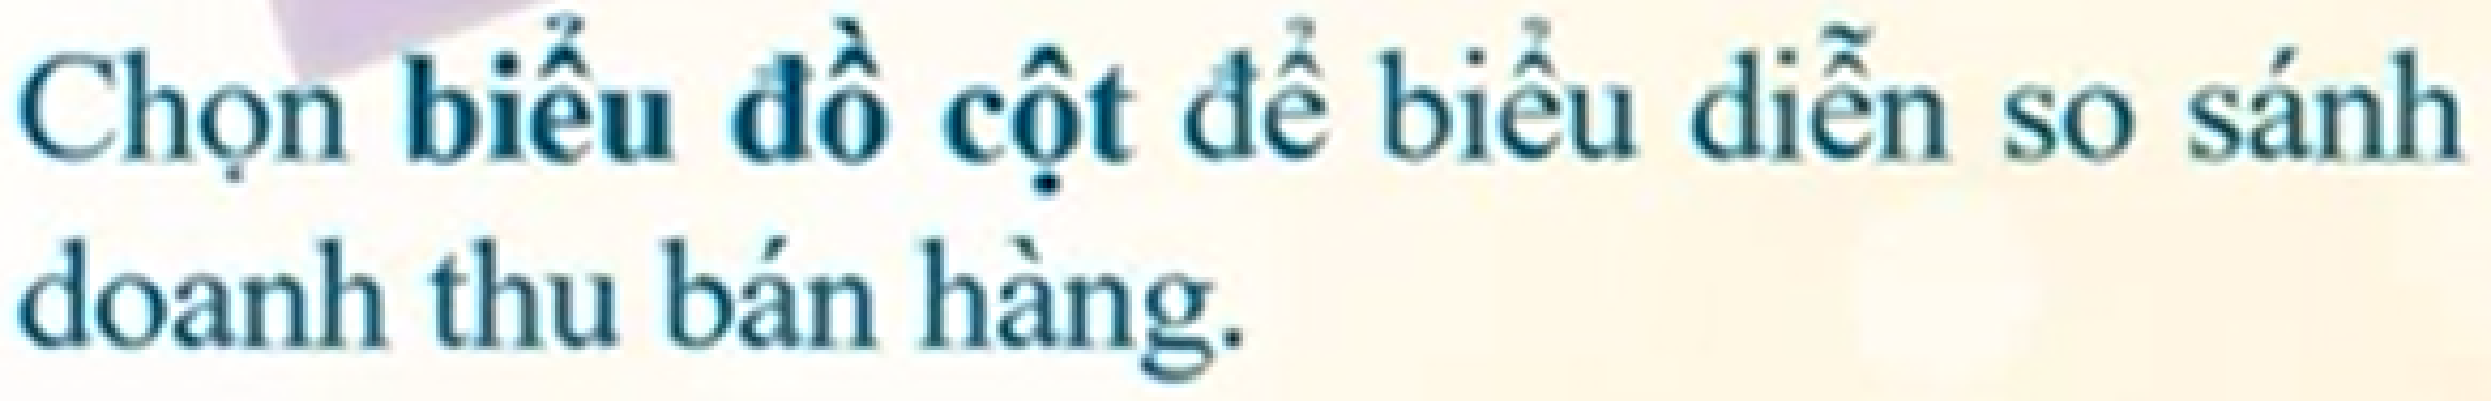 Chọn biểu đồ cột để biểu diễn so sánh
doanh thu bán hàng.